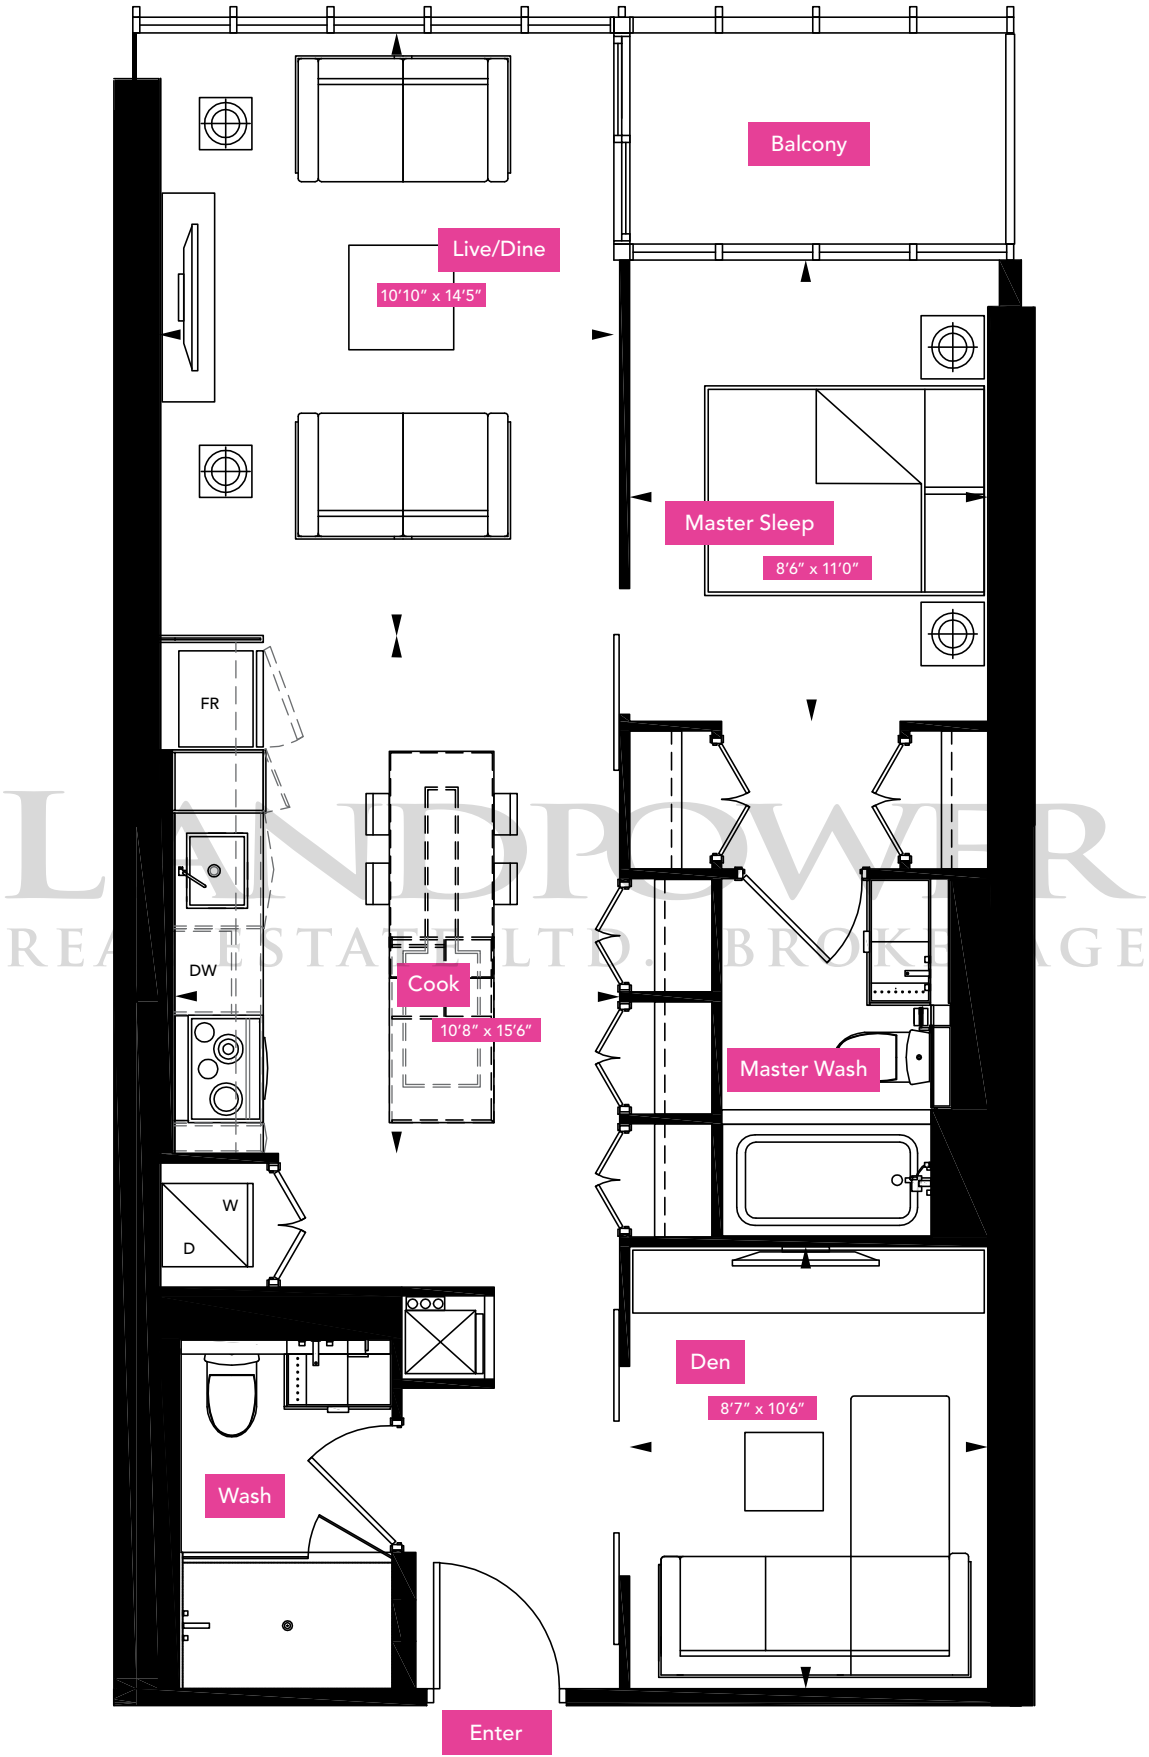 Balcony
Live/Dine
10'10" x 14'5"
Master Sleep
8'6" x 11'0"
FR
LANDPOWER
REAL ESTATE LTD. BROKERAGE
DW
Cook
10'8" x 15'6"
Master Wash
W
D
Den
8'7" x 10'6"
Wash
Enter